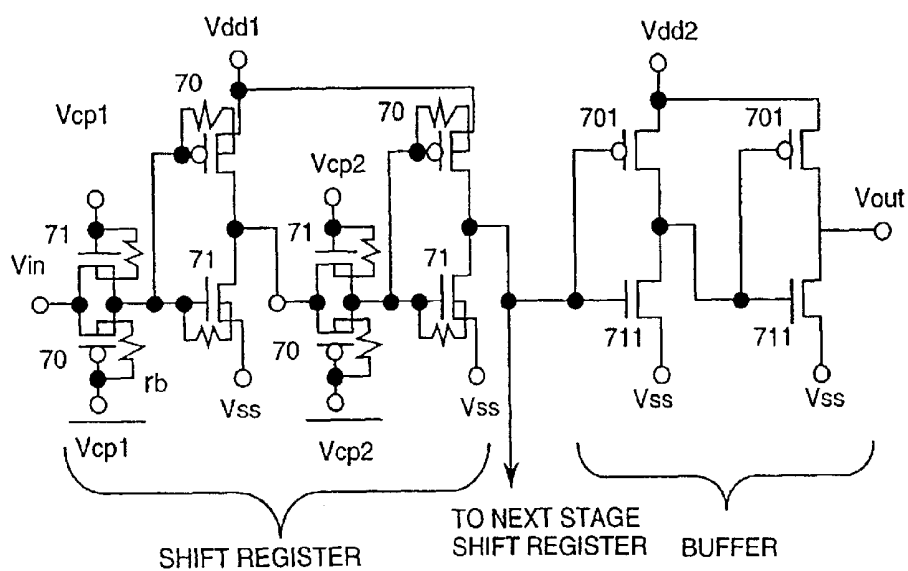 Vdd1
Vdd2
70
70
701
701
Vcp1
Vcp2
71
71
71
71
Vin
Vout
70
70
711
711
rb
Vss
Vss
Vss
Vss
Vcp1
Vcp2
TO NEXT STAGE
SHIFT REGISTER
SHIFT REGISTER
BUFFER